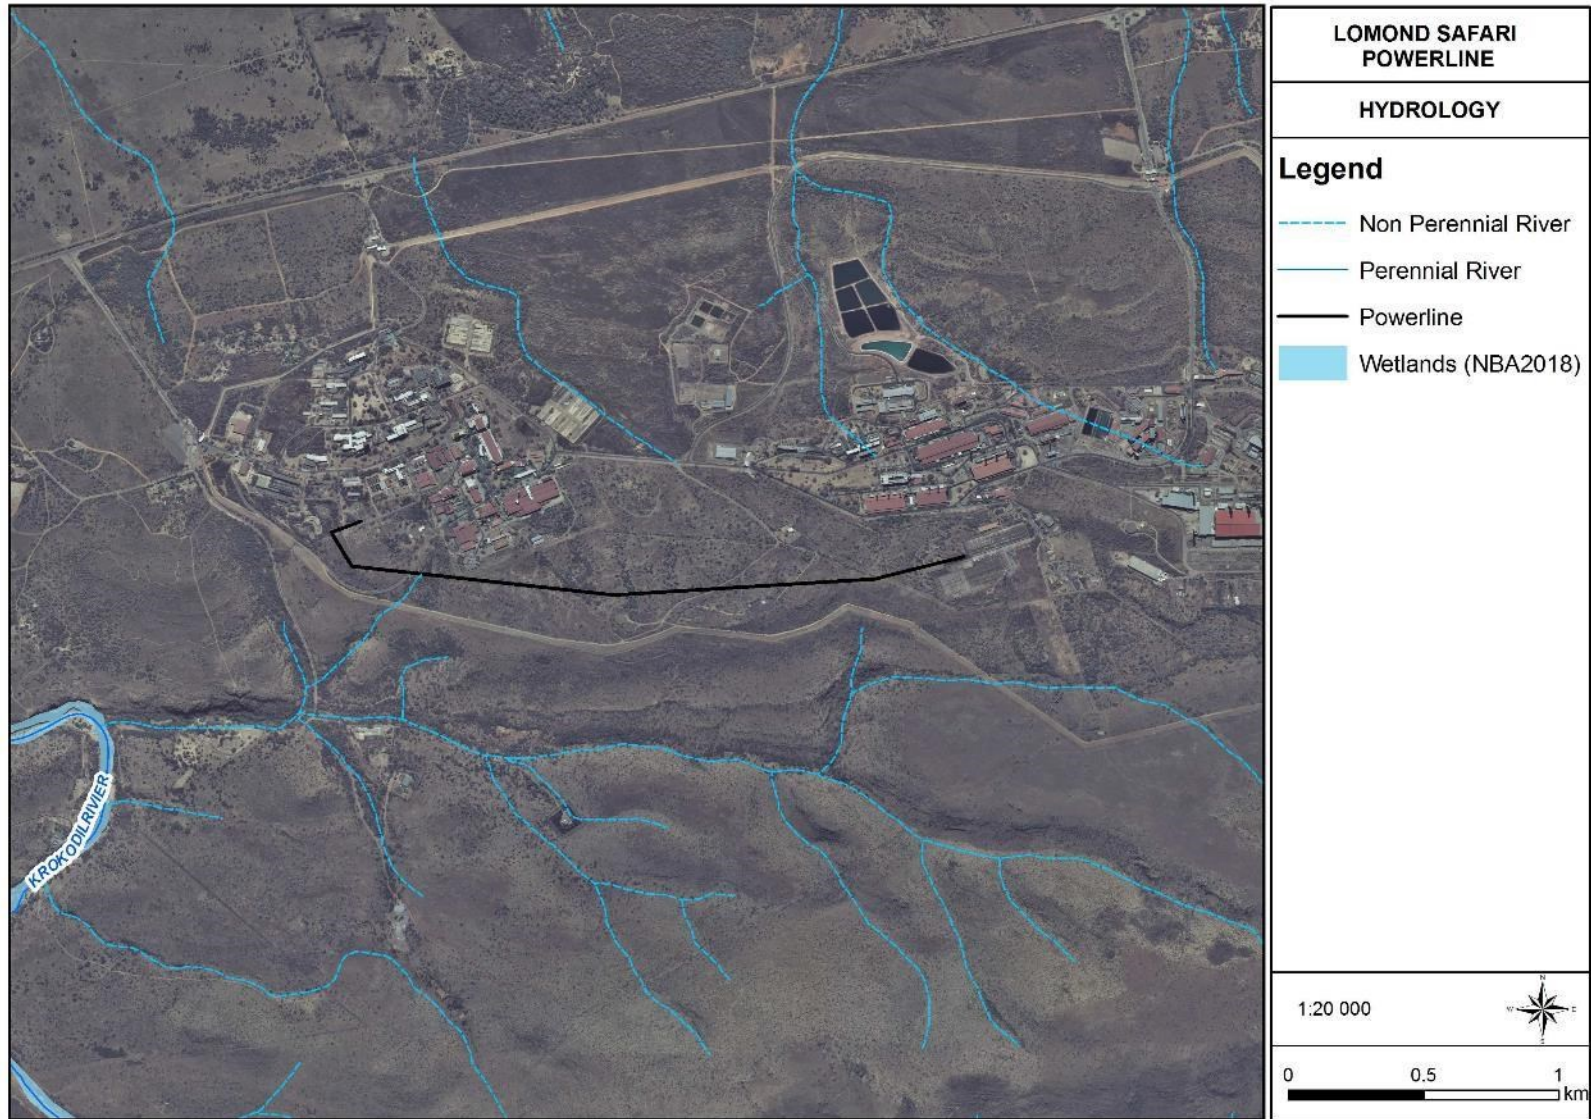 LOMOND SAFARI
POWERLINE
HYDROLOGY
Legend
Non Perennial River
Perennial River
Powerline
Wetlands (NBA2018)
KROKODILRIVIER
1:20 000
N
W E
S
0 0.5 1
km